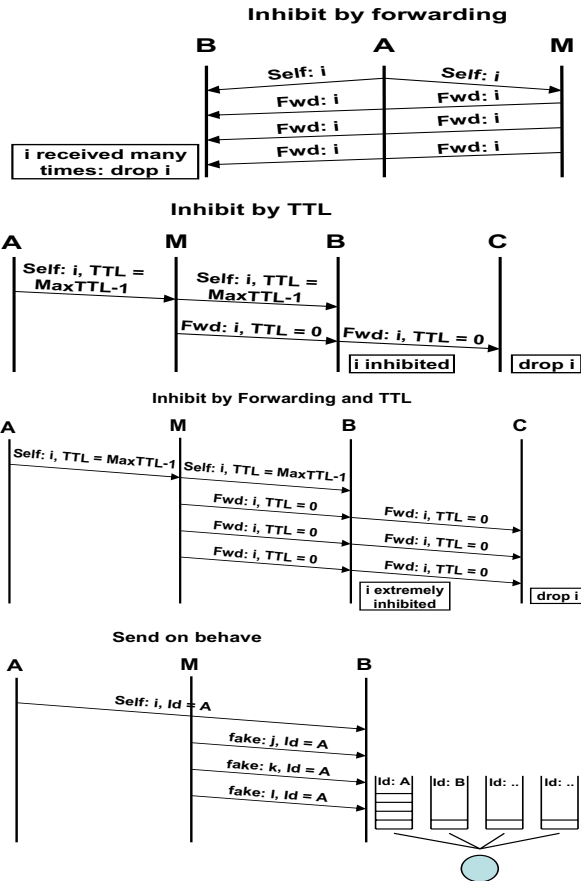 Inhibit by forwarding
B A M
Self: i Self: i
Fwd: i Fwd: i
Fwd: i Fwd: i
Fwd: i Fwd: i
i received many
times: drop i
Inhibit by TTL
A M B C
Self: i, TTL =
MaxTTL-1
Self: i, TTL =
MaxTTL-1
Fwd: i, TTL = 0 Fwd: i, TTL = 0
i inhibited drop i
Inhibit by Forwarding and TTL
A M B C
Self: i, TTL = MaxTTL-1 Self: i, TTL = MaxTTL-1
Fwd: i, TTL = 0 Fwd: i, TTL = 0
Fwd: i, TTL = 0 Fwd: i, TTL = 0
Fwd: i, TTL = 0 Fwd: i, TTL = 0
i extremely
inhibited
drop i
Send on behave
A M B
Self: i, Id = A
fake: j, Id = A
fake: k, Id = A
fake: l, Id = A
Id: A Id: B Id: .. Id: ..